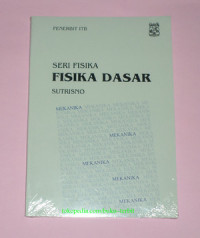 PENERBIT ITB
SERI FISIKA
FISIKA DASAR
SUTRISNO
MEKANIKA
MEKANIKA
MEKANIKA
MEKANIKA
MEKANIKA